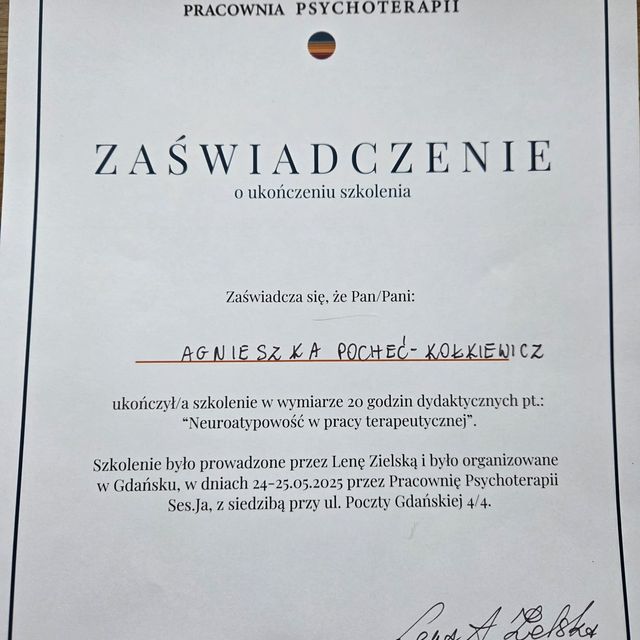 PRACOWNIA PSYCHOTERAPII
ZAŚWIADCZENIE
o ukończeniu szkolenia
Zaświadcza się, że Pan/Pani:
AGNIESZKA POCHEĆ-KOŁKIEWICZ
ukończył/a szkolenie w wymiarze 20 godzin dydaktycznych pt.:
“Neuroatypowość w pracy terapeutycznej”.
Szkolenie było prowadzone przez Lenę Zielską i było organizowane
w Gdańsku, w dniach 24-25.05.2025 przez Pracownię Psychoterapii
Ses.Ja, z siedzibą przy ul. Poczty Gdańskiej 4/4.